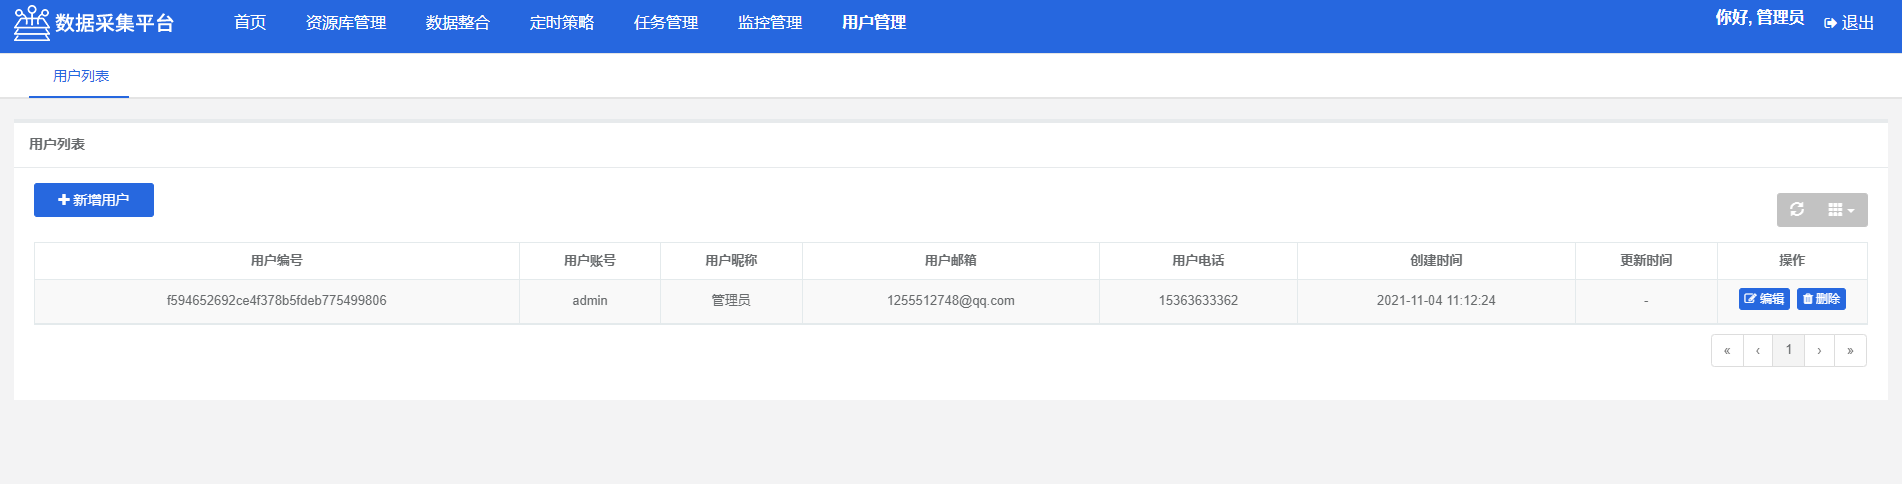 数据采集平台 首页 资源库管理 数据整合 定时策略 任务管理 监控管理 用户管理 你好, 管理员 退出
用户列表
用户列表
新增用户
用户编号 用户账号 用户昵称 用户邮箱 用户电话 创建时间 更新时间 操作
f594652692ce4f378b5fdeb775499806 admin 管理员 1255512748@qq.com 15363633362 2021-11-04 11:12:24 - 编辑 删除
« ‹ 1 › »